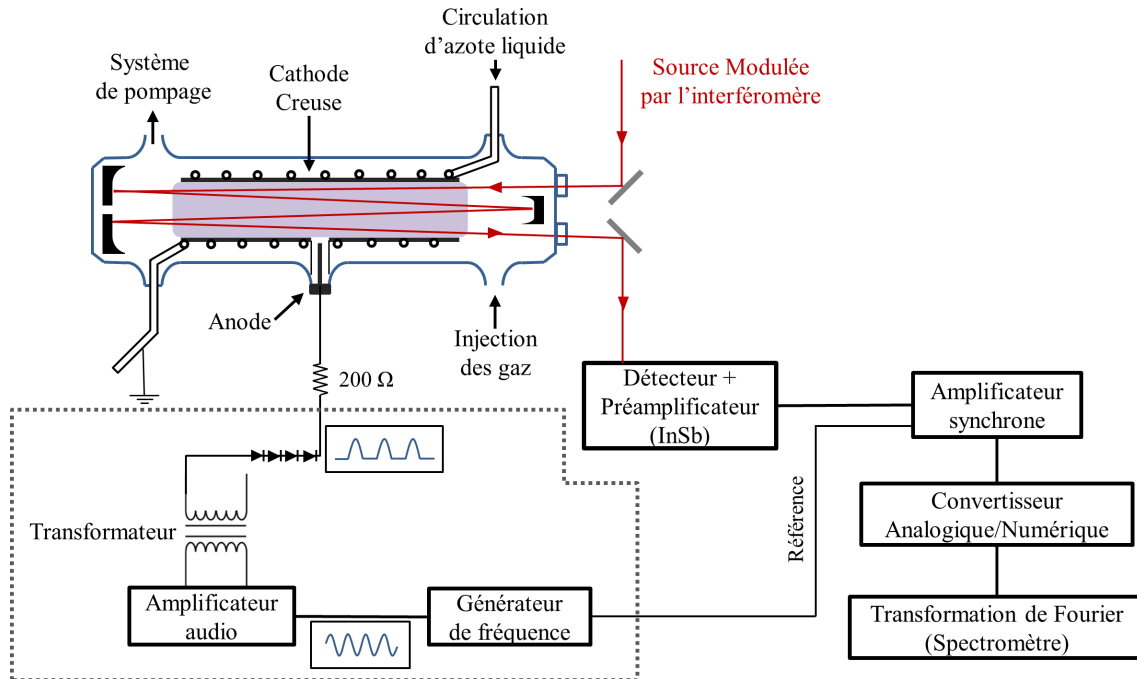 Circulation
d'azote liquide
Système
de pompage
Cathode
Creuse
Source Modulée
par l'interféromère
Anode
Injection
des gaz
200 Ω
Détecteur +
Préamplificateur
(InSb)
Amplificateur
synchrone
Référence
Convertisseur
Analogique/Numérique
Transformateur
Amplificateur
audio
Générateur
de fréquence
Transformation de Fourier
(Spectromètre)